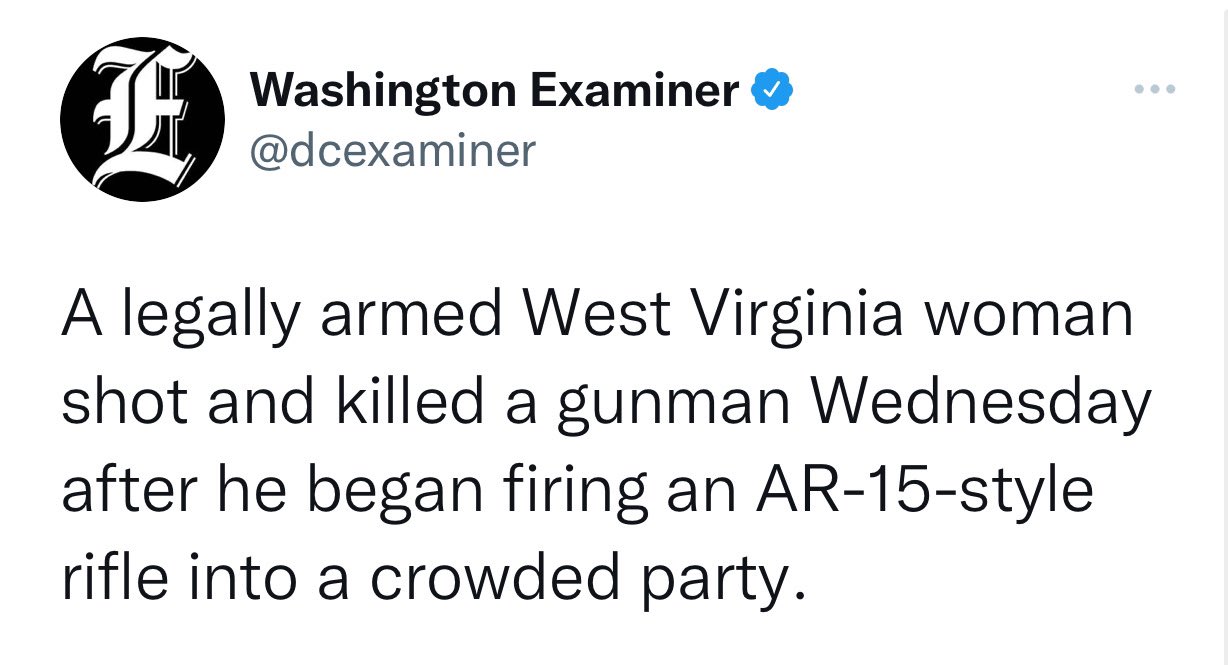 Washington Examiner
@dcexaminer
A legally armed West Virginia woman
shot and killed a gunman Wednesday
after he began firing an AR-15-style
rifle into a crowded party.